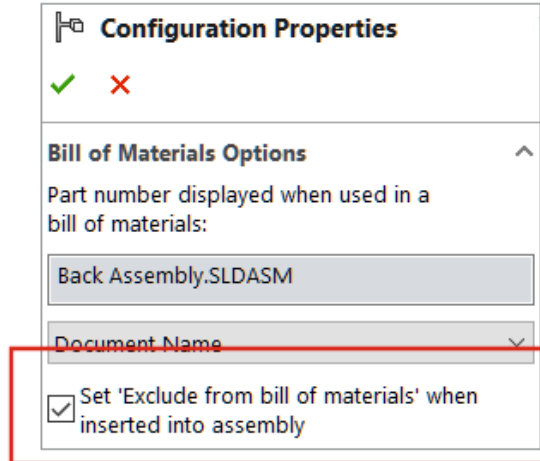 Configuration Properties
Bill of Materials Options
Part number displayed when used in a
bill of materials:
Back Assembly.SLDASM
Document Name
Set 'Exclude from bill of materials' when
inserted into assembly